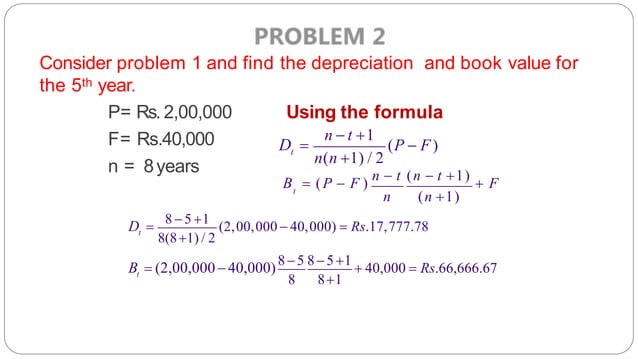 PROBLEM 2
Consider problem 1 and find the depreciation and book value for
the 5th year.
P= Rs. 2,00,000 Using the formula
F= Rs.40,000
n = 8 years
D_t = (n − t + 1) / (n(n + 1) / 2) (P − F)
B_t = (P − F) (n − t)/n (n − t + 1)/(n + 1) + F
D_t = (8 − 5 + 1) / (8(8 + 1) / 2) (2,00,000 − 40,000) = Rs.17,777.78
B_t = (2,00,000 − 40,000) (8 − 5)/8 (8 − 5 + 1)/(8 + 1) + 40,000 = Rs.66,666.67